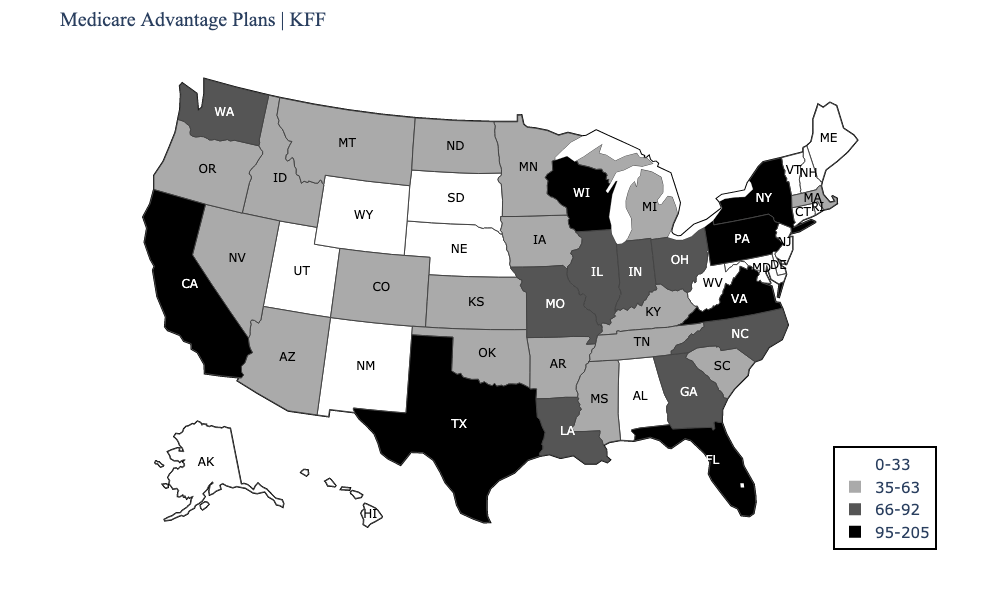 Medicare Advantage Plans | KFF
WA
ME
MT
ND
VT
NH
MN
OR
ID
WI
SD
NY
MA
MI
RI
WY
CT
PA
IA
NJ
NE
NV
OH
DE
MD
UT
IL
IN
WV
CA
CO
VA
KS
MO
KY
NC
TN
OK
AZ
AR
NM
SC
GA
AL
MS
TX
LA
FL
AK
HI
0-33
35-63
66-92
95-205